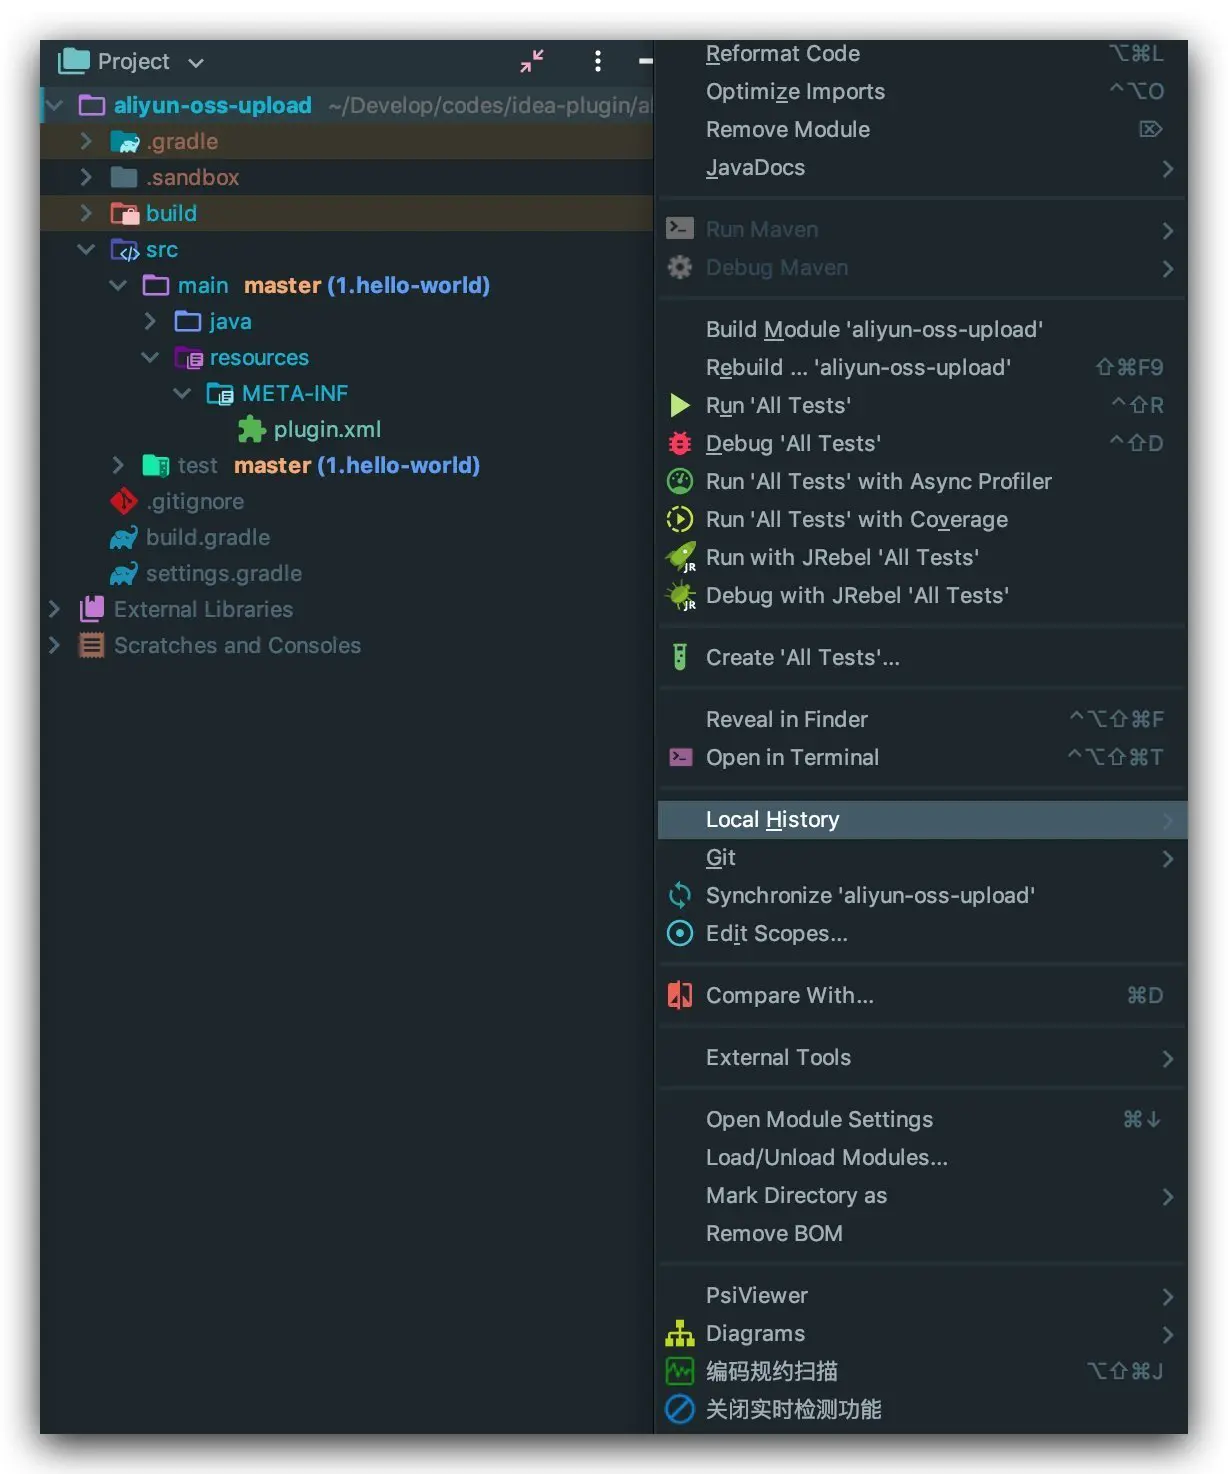 Project
aliyun-oss-upload ~/Develop/codes/idea-plugin/al
.gradle
.sandbox
build
src
main master (1.hello-world)
java
resources
META-INF
plugin.xml
test master (1.hello-world)
.gitignore
build.gradle
settings.gradle
External Libraries
Scratches and Consoles
Reformat Code ⌥⌘L
Optimize Imports ^⌥O
Remove Module ⌦
JavaDocs
Run Maven
Debug Maven
Build Module 'aliyun-oss-upload'
Rebuild ... 'aliyun-oss-upload' ⇧⌘F9
Run 'All Tests' ^⇧R
Debug 'All Tests' ^⇧D
Run 'All Tests' with Async Profiler
Run 'All Tests' with Coverage
Run with JRebel 'All Tests'
Debug with JRebel 'All Tests'
Create 'All Tests'...
Reveal in Finder ^⌥⇧⌘F
Open in Terminal ^⌥⇧⌘T
Local History
Git
Synchronize 'aliyun-oss-upload'
Edit Scopes...
Compare With... ⌘D
External Tools
Open Module Settings ⌘↓
Load/Unload Modules...
Mark Directory as
Remove BOM
PsiViewer
Diagrams
编码规约扫描 ⌥⇧⌘J
关闭实时检测功能